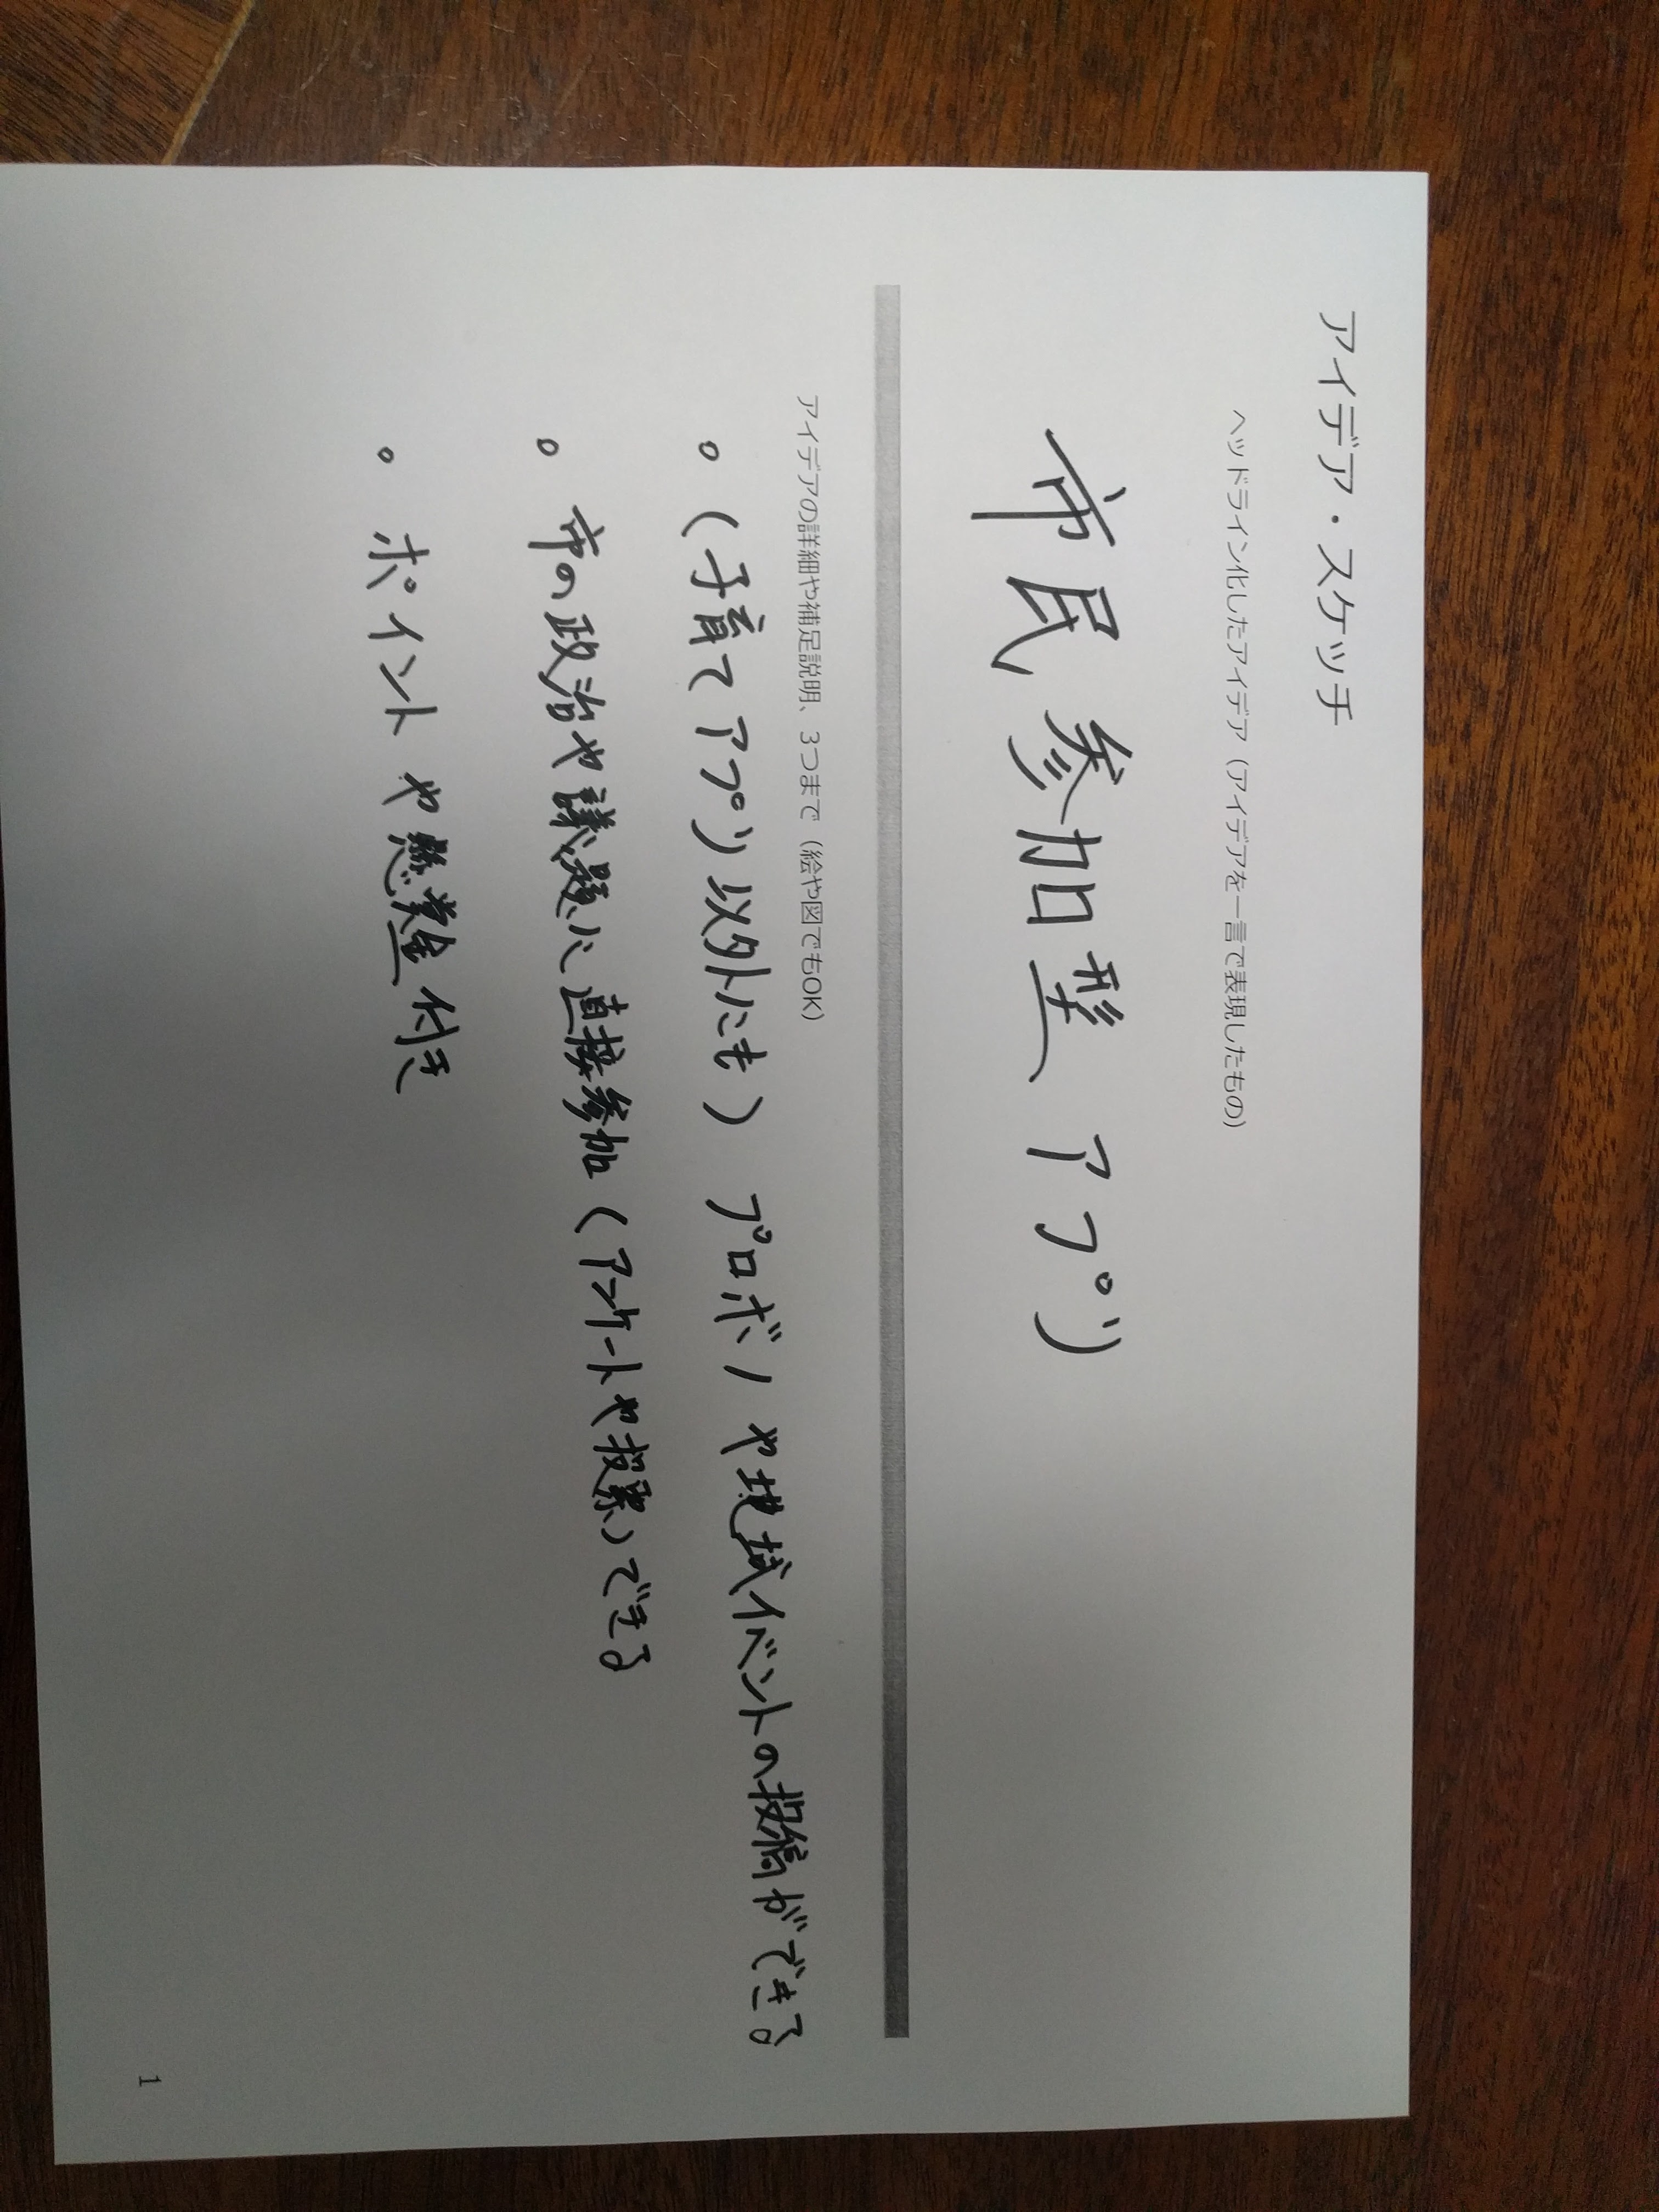 アイデア・スケッチ
ヘッドライン化したアイデア（アイデアを一言で表現したもの）
市民参加型アプリ
アイデアの詳細や補足説明、3つまで（絵や図でもOK）
。(子育てアプリ以外にも) プロボノや地域イベントの投稿ができる
。市の政治や議題に直接参加(アンケートや投票)できる
。ポイントや懸賞金付き
1